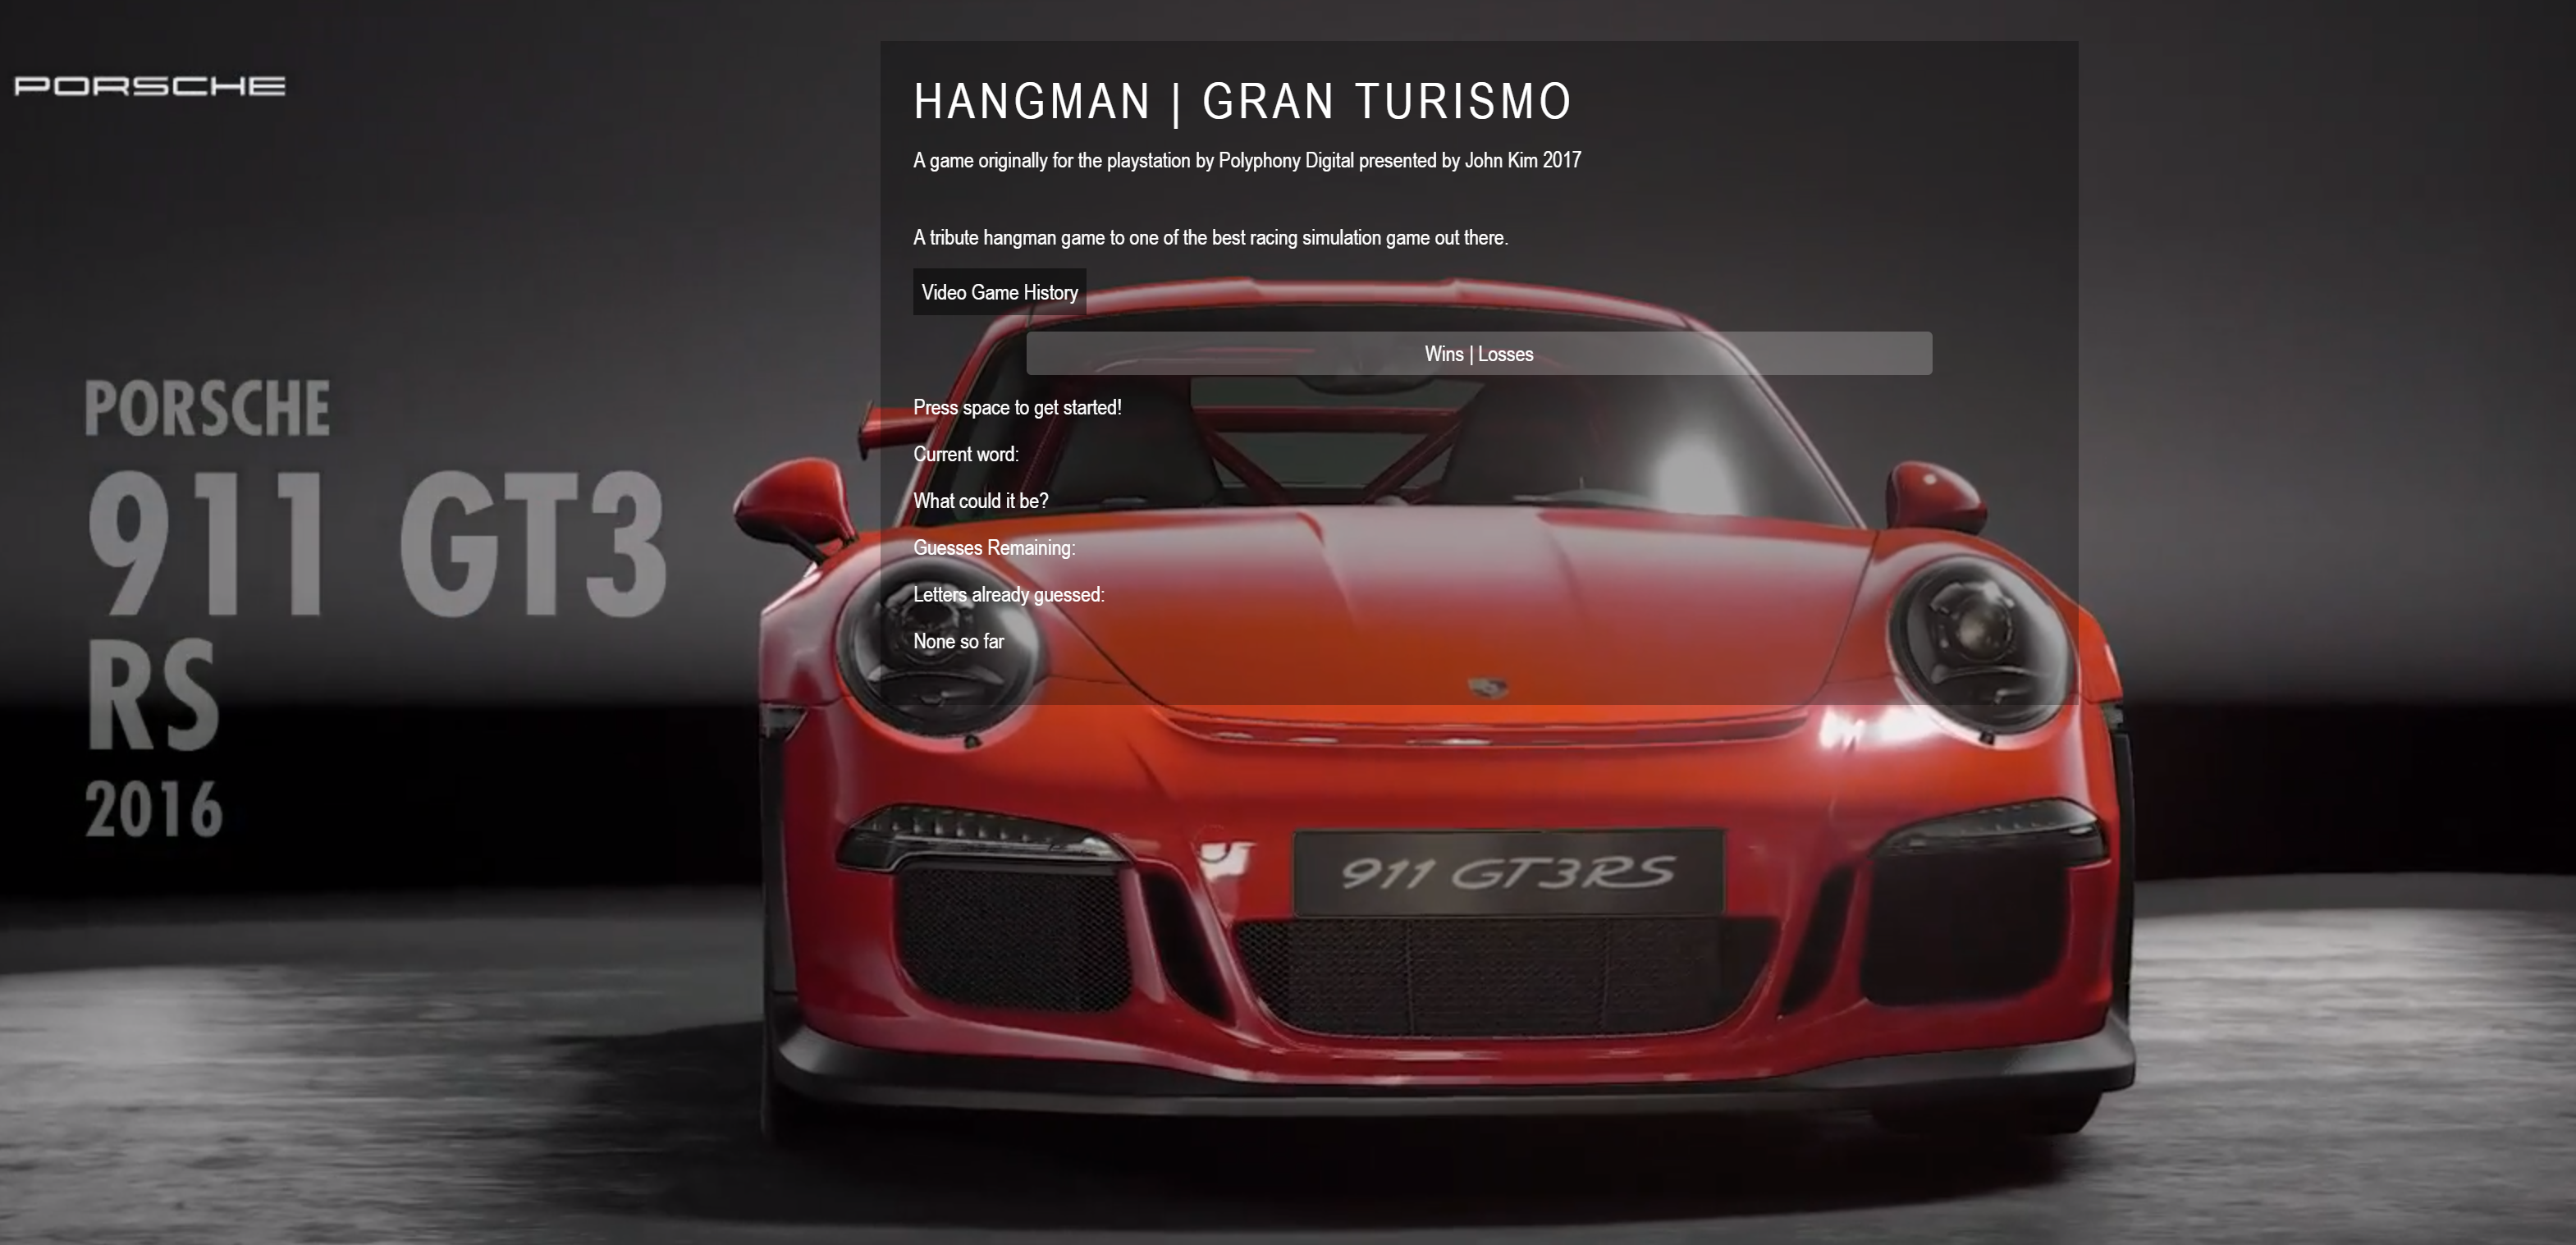 PORSCHE
HANGMAN | GRAN TURISMO
A game originally for the playstation by Polyphony Digital presented by John Kim 2017
A tribute hangman game to one of the best racing simulation game out there.
Video Game History
Wins | Losses
Press space to get started!
Current word:
What could it be?
Guesses Remaining:
Letters already guessed:
None so far
PORSCHE
911 GT3
RS
2016
911 GT3RS